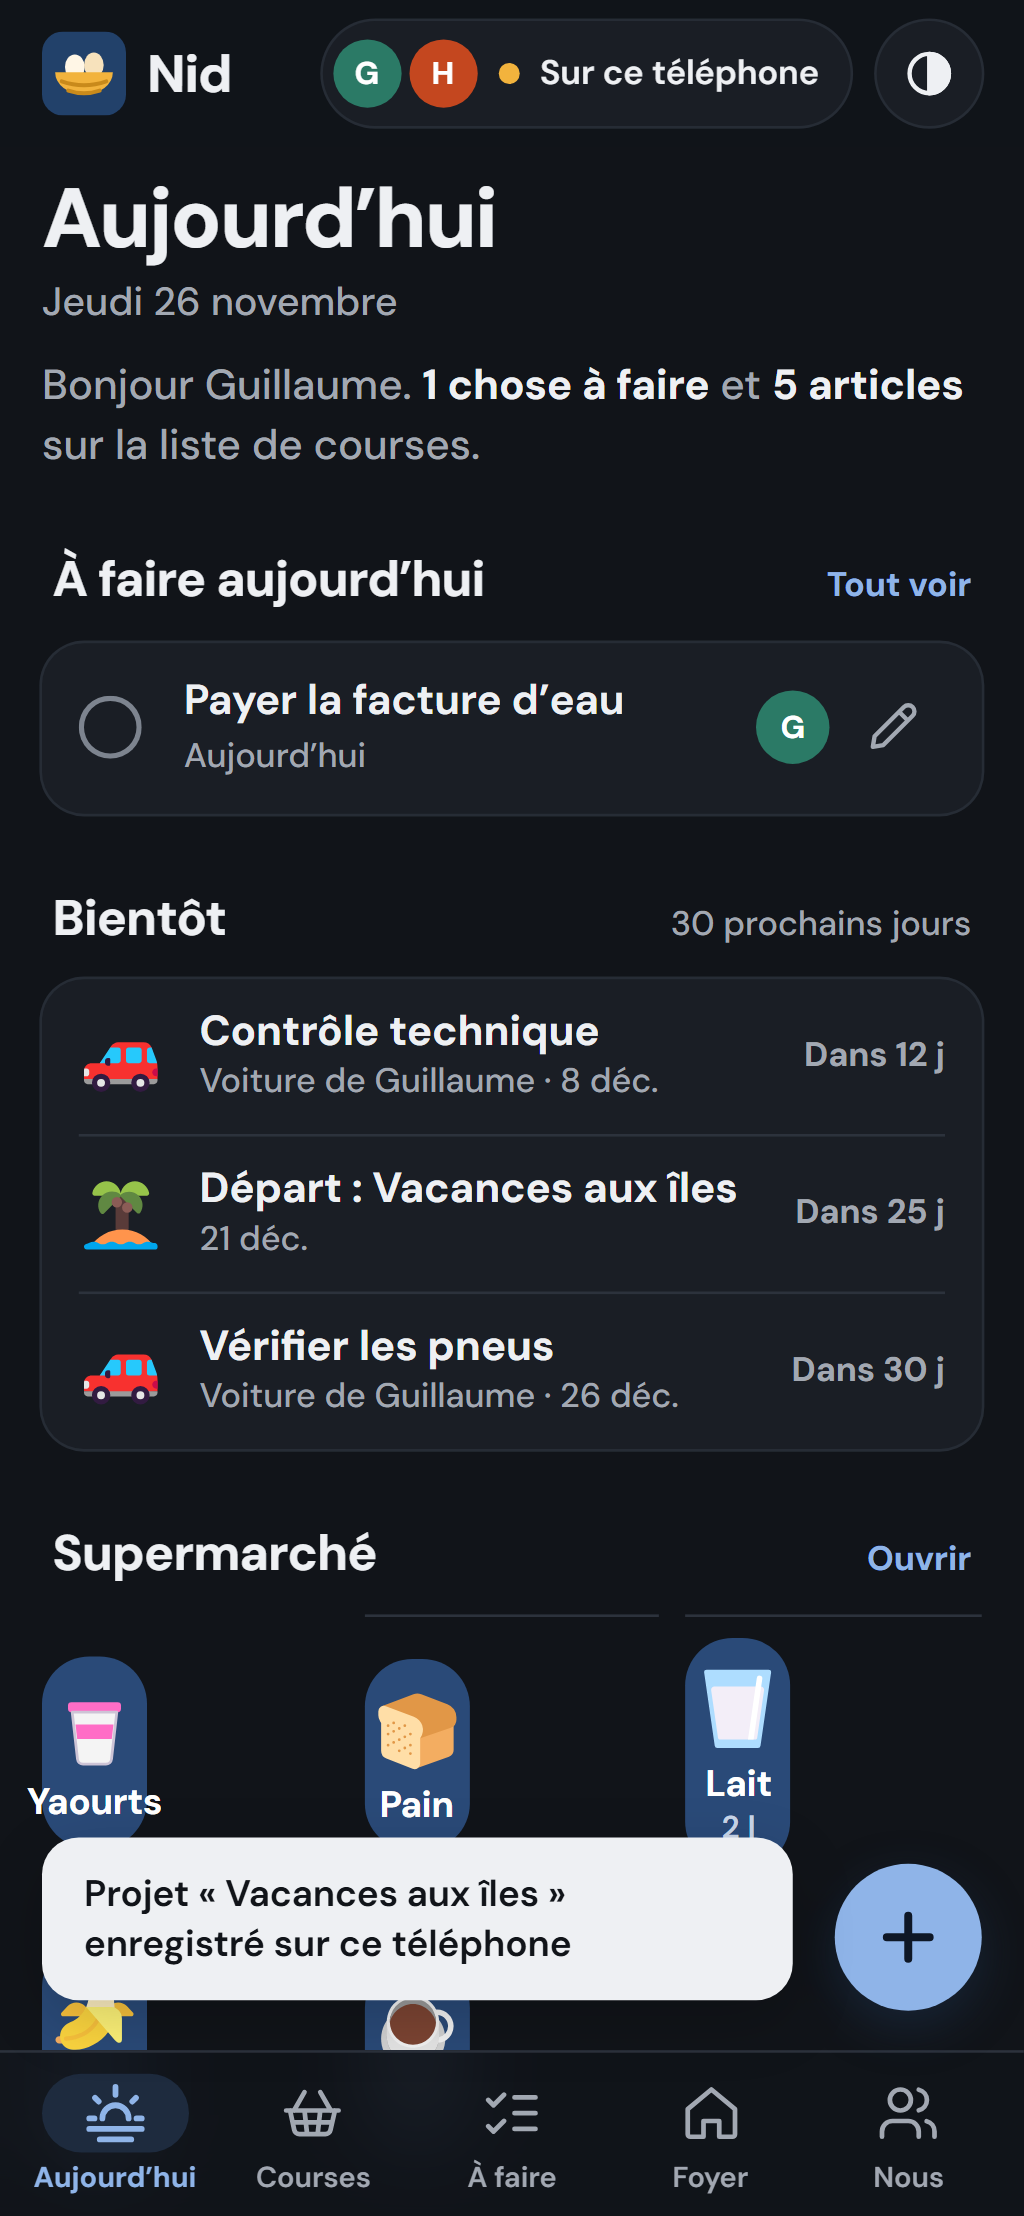 Nid
G H Sur ce téléphone
Aujourd’hui
Jeudi 26 novembre
Bonjour Guillaume. 1 chose à faire et 5 articles
sur la liste de courses.
À faire aujourd’hui
Tout voir
Payer la facture d’eau
Aujourd’hui
G
Bientôt
30 prochains jours
Contrôle technique
Voiture de Guillaume · 8 déc.
Dans 12 j
Départ : Vacances aux îles
21 déc.
Dans 25 j
Vérifier les pneus
Voiture de Guillaume · 26 déc.
Dans 30 j
Supermarché
Ouvrir
Yaourts
Pain
Lait
2 l
Projet « Vacances aux îles »
enregistré sur ce téléphone
Aujourd’hui
Courses
À faire
Foyer
Nous